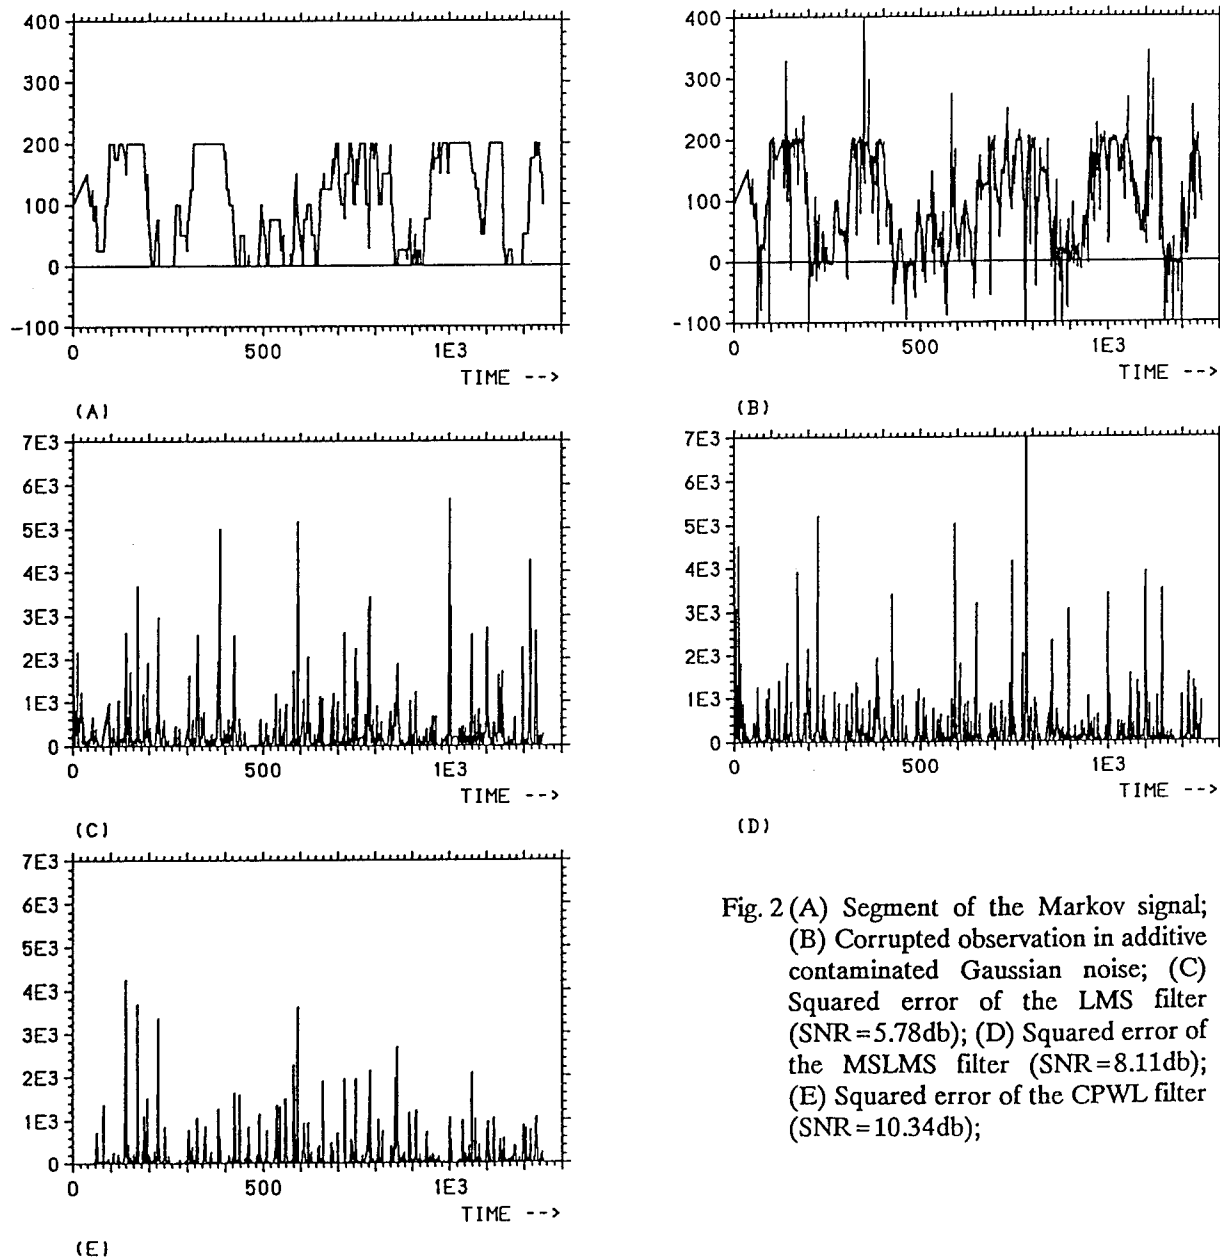 400
300
200
100
0
-100
0 500 1E3
TIME -->
(A)
400
300
200
100
0
-100
0 500 1E3
TIME -->
(B)
7E3
6E3
5E3
4E3
3E3
2E3
1E3
0
0 500 1E3
TIME -->
(C)
7E3
6E3
5E3
4E3
3E3
2E3
1E3
0
0 500 1E3
TIME -->
(D)
7E3
6E3
5E3
4E3
3E3
2E3
1E3
0
0 500 1E3
TIME -->
(E)
Fig. 2 (A) Segment of the Markov signal;
(B) Corrupted observation in additive
contaminated Gaussian noise; (C)
Squared error of the LMS filter
(SNR=5.78db); (D) Squared error of
the MSLMS filter (SNR=8.11db);
(E) Squared error of the CPWL filter
(SNR=10.34db);